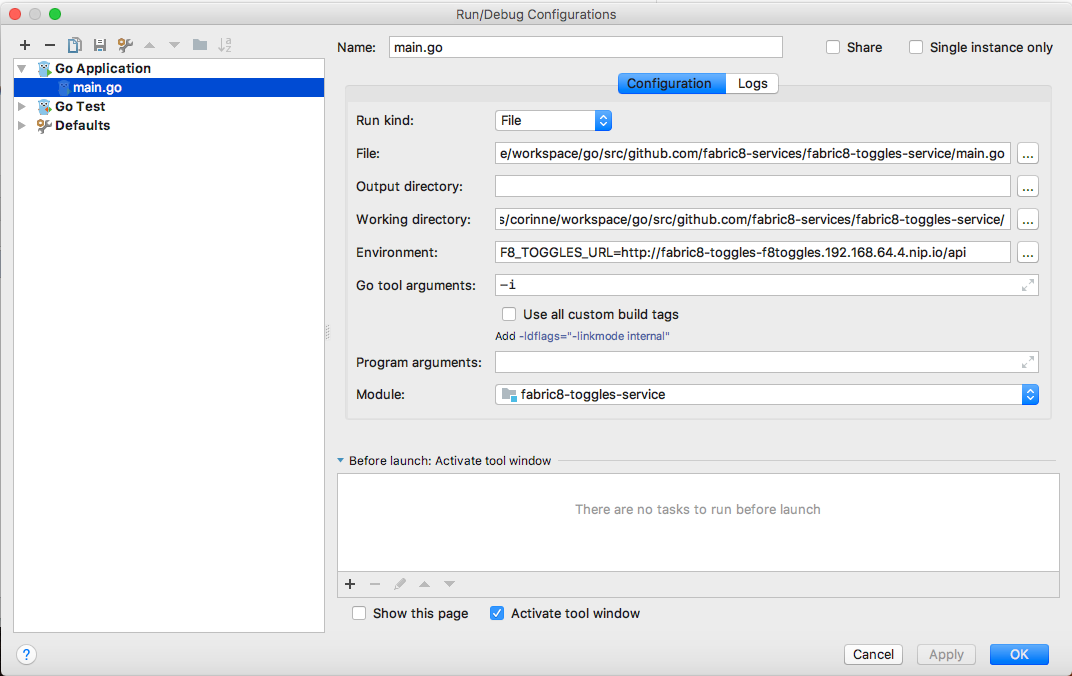 Run/Debug Configurations
Name: main.go Share Single instance only
Go Application
main.go
Go Test
Defaults
Configuration Logs
Run kind: File
File: e/workspace/go/src/github.com/fabric8-services/fabric8-toggles-service/main.go ...
Output directory: ...
Working directory: s/corinne/workspace/go/src/github.com/fabric8-services/fabric8-toggles-service/ ...
Environment: F8_TOGGLES_URL=http://fabric8-toggles-f8toggles.192.168.64.4.nip.io/api ...
Go tool arguments: -i
Use all custom build tags
Add -ldflags="-linkmode internal"
Program arguments:
Module: fabric8-toggles-service
Before launch: Activate tool window
There are no tasks to run before launch
Show this page Activate tool window
? Cancel Apply OK